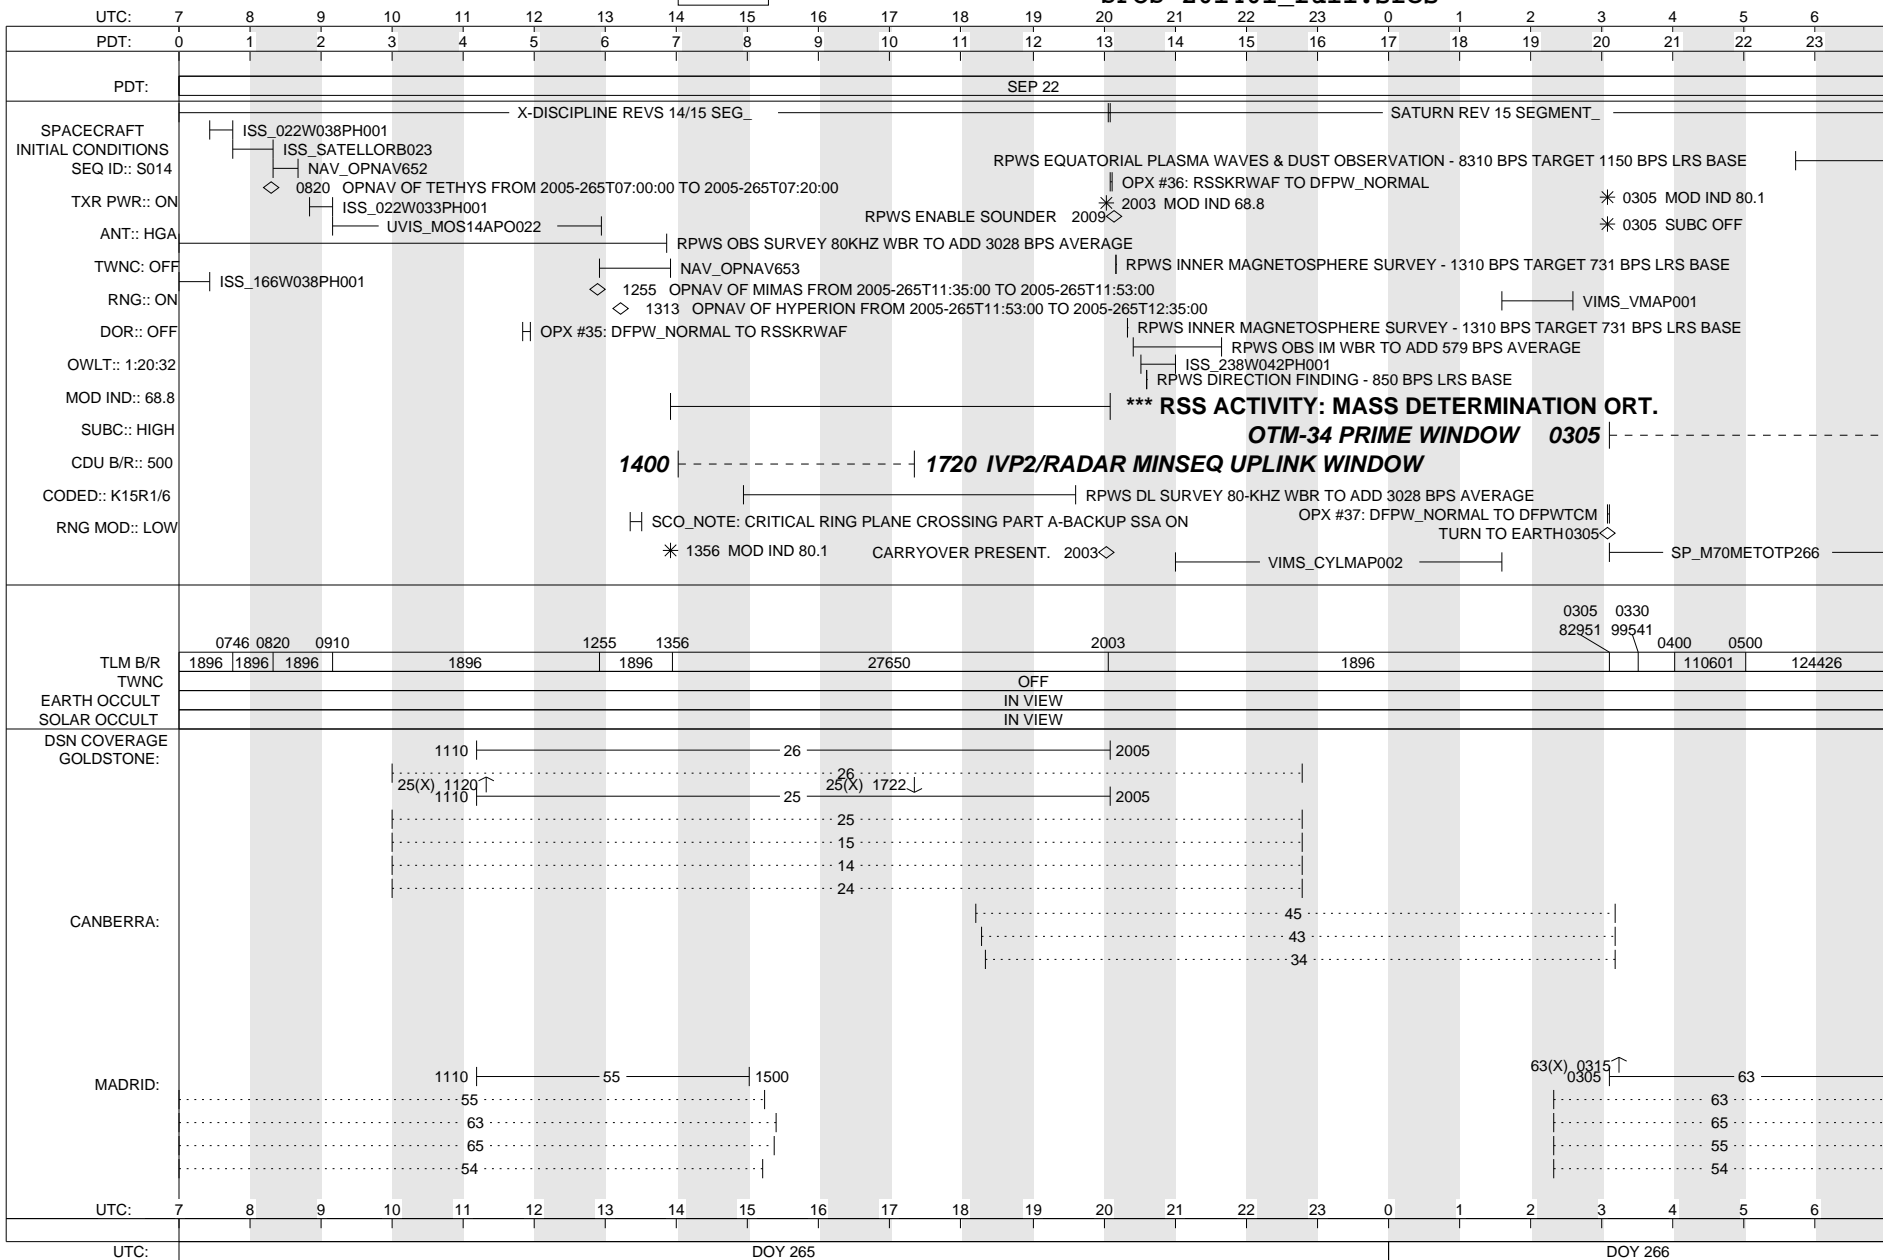 UTC: 7 8 9 10 11 12 13 14 15 16 17 18 19 20 21 22 23 0 1 2 3 4 5 6
PDT: 0 1 2 3 4 5 6 7 8 9 10 11 12 13 14 15 16 17 18 19 20 21 22 23
PDT: SEP 22
X-DISCIPLINE REVS 14/15 SEG_ SATURN REV 15 SEGMENT_
SPACECRAFT ISS_022W038PH001
INITIAL CONDITIONS ISS_SATELLORB023
RPWS EQUATORIAL PLASMA WAVES & DUST OBSERVATION - 8310 BPS TARGET 1150 BPS LRS BASE
SEQ ID:: S014 NAV_OPNAV652
0820 OPNAV OF TETHYS FROM 2005-265T07:00:00 TO 2005-265T07:20:00 OPX #36: RSSKRWAF TO DFPW_NORMAL
TXR PWR:: ON ISS_022W033PH001 2003 MOD IND 68.8 0305 MOD IND 80.1
RPWS ENABLE SOUNDER 2009
UVIS_MOS14APO022 0305 SUBC OFF
ANT:: HGA RPWS OBS SURVEY 80KHZ WBR TO ADD 3028 BPS AVERAGE
TWNC: OFF NAV_OPNAV653 RPWS INNER MAGNETOSPHERE SURVEY - 1310 BPS TARGET 731 BPS LRS BASE
ISS_166W038PH001
1255 OPNAV OF MIMAS FROM 2005-265T11:35:00 TO 2005-265T11:53:00
RNG:: ON VIMS_VMAP001
1313 OPNAV OF HYPERION FROM 2005-265T11:53:00 TO 2005-265T12:35:00
DOR:: OFF OPX #35: DFPW_NORMAL TO RSSKRWAF RPWS INNER MAGNETOSPHERE SURVEY - 1310 BPS TARGET 731 BPS LRS BASE
RPWS OBS IM WBR TO ADD 579 BPS AVERAGE
OWLT:: 1:20:32 ISS_238W042PH001
RPWS DIRECTION FINDING - 850 BPS LRS BASE
MOD IND:: 68.8 *** RSS ACTIVITY: MASS DETERMINATION ORT.
SUBC:: HIGH OTM-34 PRIME WINDOW 0305
CDU B/R:: 500 1400 1720 IVP2/RADAR MINSEQ UPLINK WINDOW
CODED:: K15R1/6 RPWS DL SURVEY 80-KHZ WBR TO ADD 3028 BPS AVERAGE
OPX #37: DFPW_NORMAL TO DFPWTCM
RNG MOD:: LOW SCO_NOTE: CRITICAL RING PLANE CROSSING PART A-BACKUP SSA ON
TURN TO EARTH0305
1356 MOD IND 80.1 CARRYOVER PRESENT. 2003 SP_M70METOTP266
VIMS_CYLMAP002
0305 0330
82951 99541
0746 0820 0910 1255 1356 2003 0400 0500
TLM B/R 1896 1896 1896 1896 1896 27650 1896 110601 124426
TWNC OFF
EARTH OCCULT IN VIEW
SOLAR OCCULT IN VIEW
DSN COVERAGE
GOLDSTONE: 1110 26 2005
26
25(X) 1120 25(X) 1722
1110 25 2005
25
15
14
24
CANBERRA: 45
43
34
63(X) 0315
MADRID: 1110 55 1500 0305 63
55 63
63 65
65 55
54 54
UTC: 7 8 9 10 11 12 13 14 15 16 17 18 19 20 21 22 23 0 1 2 3 4 5 6
UTC: DOY 265 DOY 266